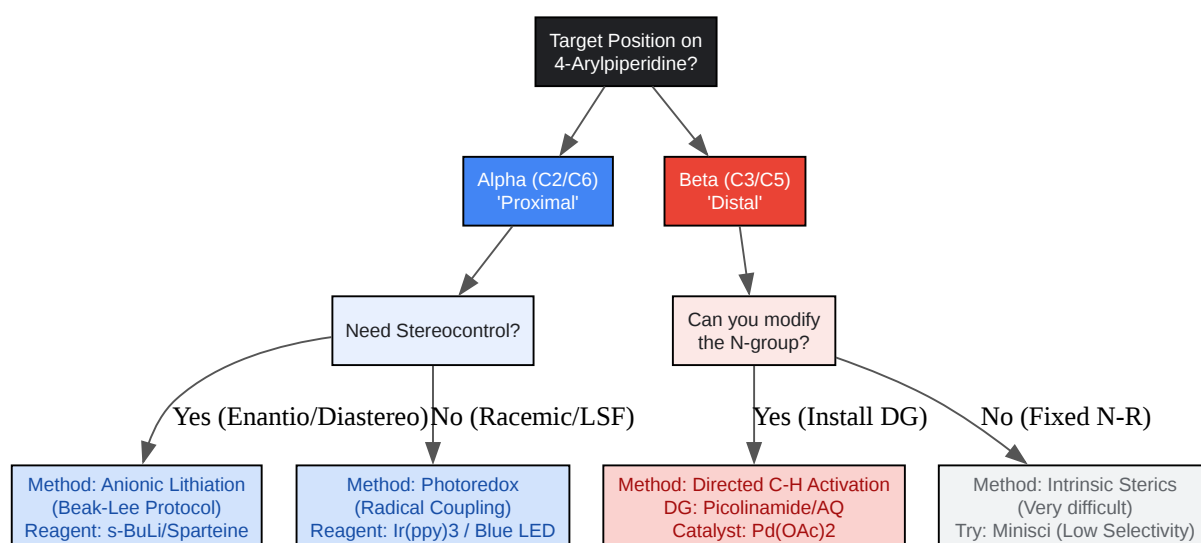 Target Position on
4-Arylpiperidine?
Alpha (C2/C6)
'Proximal'
Beta (C3/C5)
'Distal'
Need Stereocontrol?
Can you modify
the N-group?
Yes (Enantio/Diastereo)
No (Racemic/LSF)
Yes (Install DG)
No (Fixed N-R)
Method: Anionic Lithiation
(Beak-Lee Protocol)
Reagent: s-BuLi/Sparteine
Method: Photoredox
(Radical Coupling)
Reagent: Ir(ppy)3 / Blue LED
Method: Directed C-H Activation
DG: Picolinamide/AQ
Catalyst: Pd(OAc)2
Method: Intrinsic Sterics
(Very difficult)
Try: Minisci (Low Selectivity)